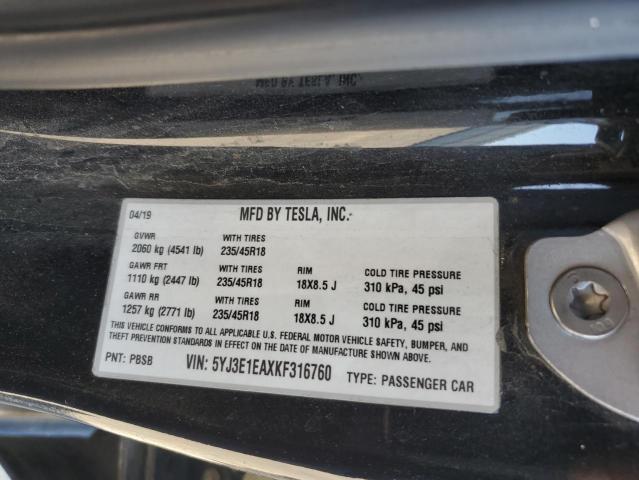 04/19 MFD BY TESLA, INC.
GVWR WITH TIRES
2060 kg (4541 lb) 235/45R18
GAWR FRT WITH TIRES RIM COLD TIRE PRESSURE
1110 kg (2447 lb) 235/45R18 18X8.5 J 310 kPa, 45 psi
GAWR RR WITH TIRES RIM COLD TIRE PRESSURE
1257 kg (2771 lb) 235/45R18 18X8.5 J 310 kPa, 45 psi
THIS VEHICLE CONFORMS TO ALL APPLICABLE U.S. FEDERAL MOTOR VEHICLE SAFETY, BUMPER, AND
THEFT PREVENTION STANDARDS IN EFFECT ON THE DATE OF MANUFACTURE SHOWN ABOVE.
PNT: PBSB VIN: 5YJ3E1EAXKF316760 TYPE: PASSENGER CAR